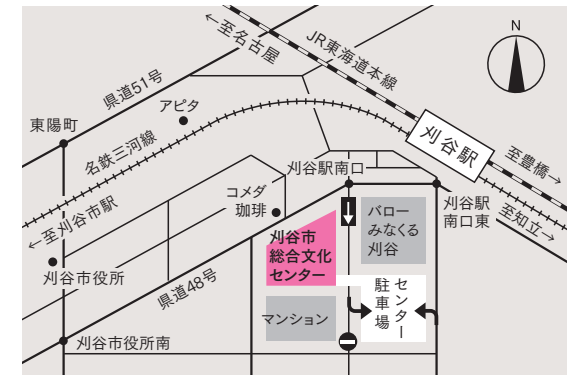 N
←至名古屋
JR東海道本線
県道51号
アピタ
東陽町
名鉄三河線
刈谷駅
至豊橋→
刈谷駅南口
コメダ
珈琲
刈谷駅
南口東
至知立→
←至刈谷市駅
バロー
みなくる
刈谷
刈谷市
総合文化
センター
刈谷市役所
県道48号
センター
駐車場
マンション
刈谷市役所南